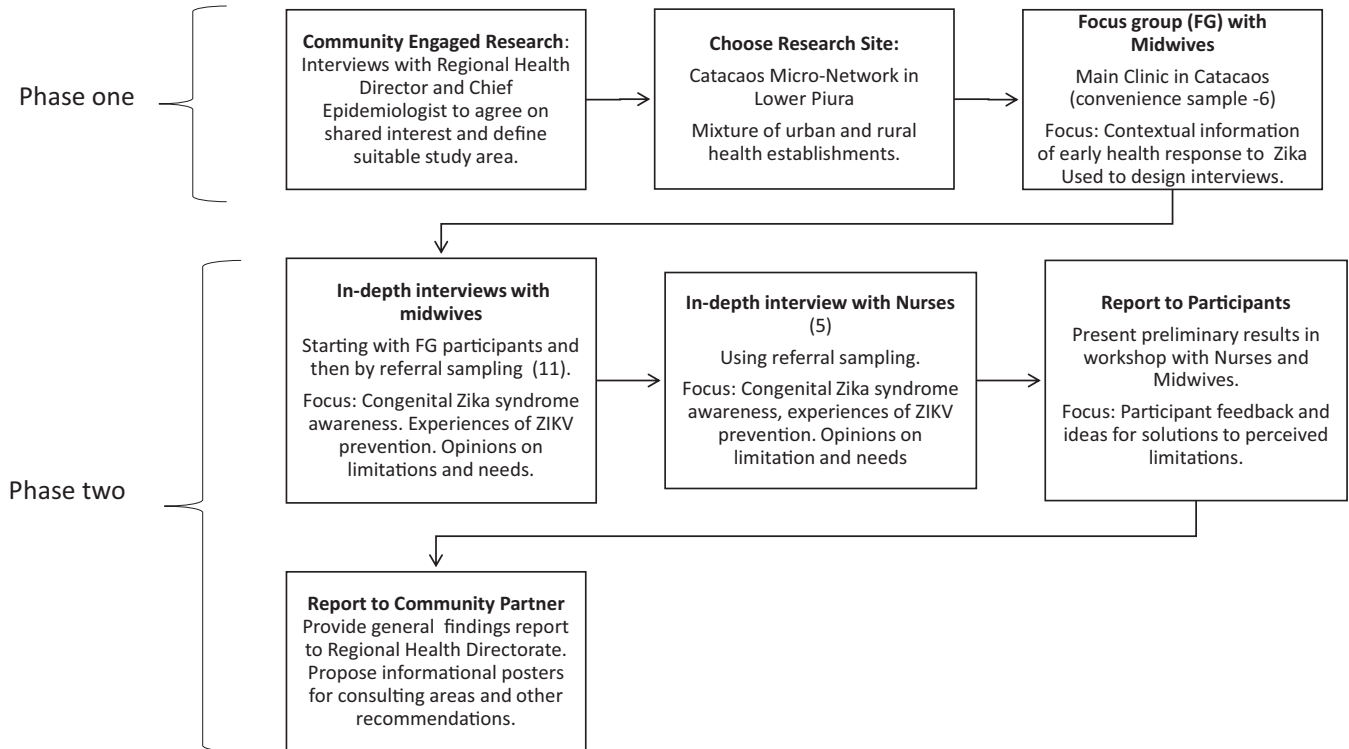 Phase one
Community Engaged Research:
Interviews with Regional Health
Director and Chief
Epidemiologist to agree on
shared interest and define
suitable study area.
Choose Research Site:
Catacaos Micro-Network in
Lower Piura
Mixture of urban and rural
health establishments.
Focus group (FG) with
Midwives
Main Clinic in Catacaos
(convenience sample -6)
Focus: Contextual information
of early health response to Zika
Used to design interviews.
Phase two
In-depth interviews with
midwives
Starting with FG participants and
then by referral sampling (11).
Focus: Congenital Zika syndrome
awareness. Experiences of ZIKV
prevention. Opinions on
limitations and needs.
In-depth interview with Nurses
(5)
Using referral sampling.
Focus: Congenital Zika syndrome
awareness, experiences of ZIKV
prevention. Opinions on
limitation and needs
Report to Participants
Present preliminary results in
workshop with Nurses and
Midwives.
Focus: Participant feedback and
ideas for solutions to perceived
limitations.
Report to Community Partner
Provide general findings report
to Regional Health Directorate.
Propose informational posters
for consulting areas and other
recommendations.